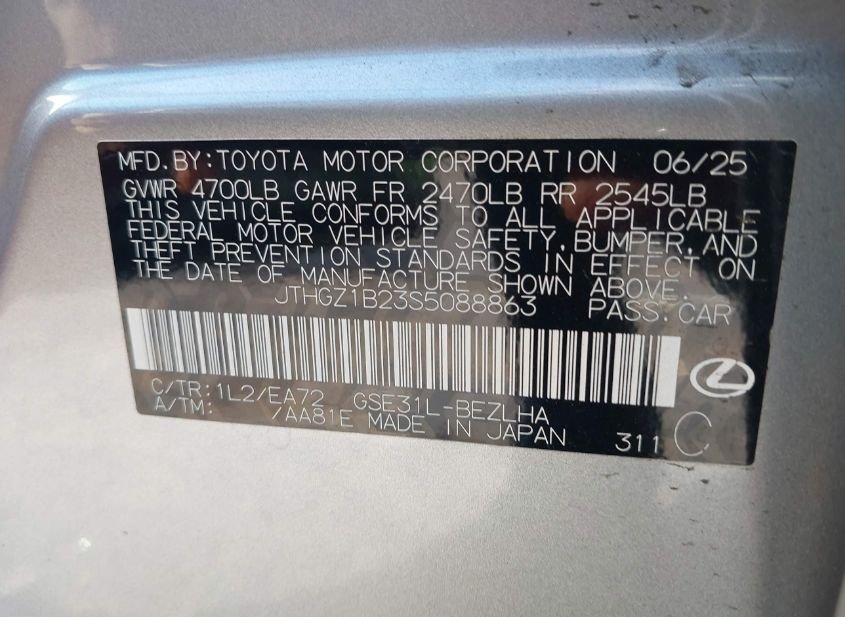 MFD.BY:TOYOTA MOTOR CORPORATION 06/25
GVWR 4700LB GAWR FR 2470LB RR 2545LB
THIS VEHICLE CONFORMS TO ALL APPLICABLE
FEDERAL MOTOR VEHICLE SAFETY,BUMPER,AND
THEFT PREVENTION STANDARDS IN EFFECT ON
THE DATE OF MANUFACTURE SHOWN ABOVE.
JTHGZ1B23S5088863 PASS.CAR
C/TR:1L2/EA72 GSE31L-BEZLHA
A/TM: /AA81E MADE IN JAPAN 311 C